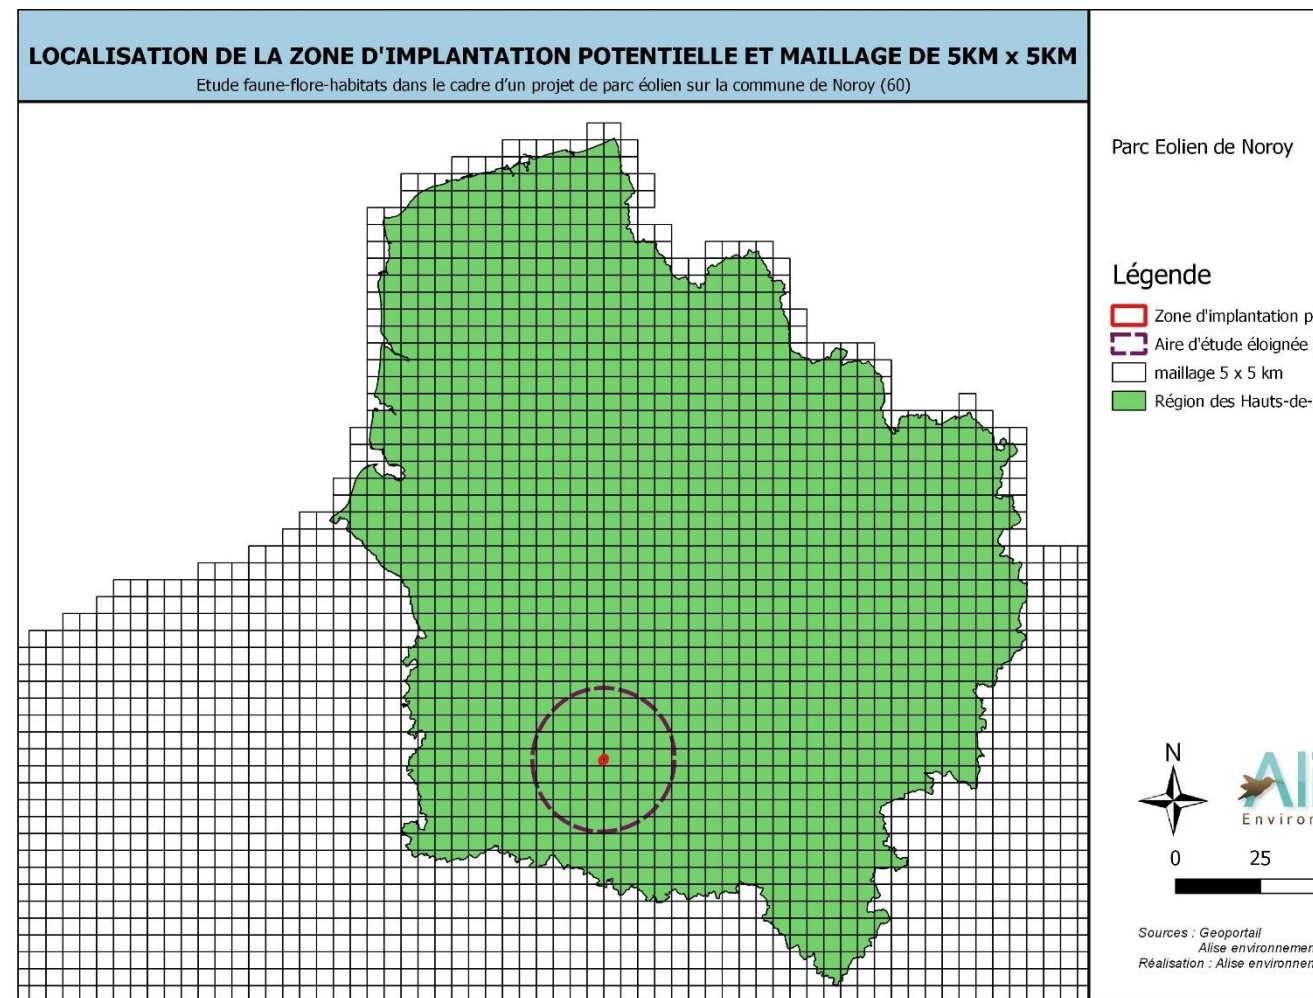 LOCALISATION DE LA ZONE D'IMPLANTATION POTENTIELLE ET MAILLAGE DE 5KM x 5KM
Etude faune-flore-habitats dans le cadre d'un projet de parc éolien sur la commune de Noroy (60)
Parc Eolien de Noroy
Légende
Zone d'implantation p
Aire d'étude éloignée
maillage 5 x 5 km
Région des Hauts-de-
N
0 25
Sources : Geoportail
Alise environnemen
Réalisation : Alise environnem